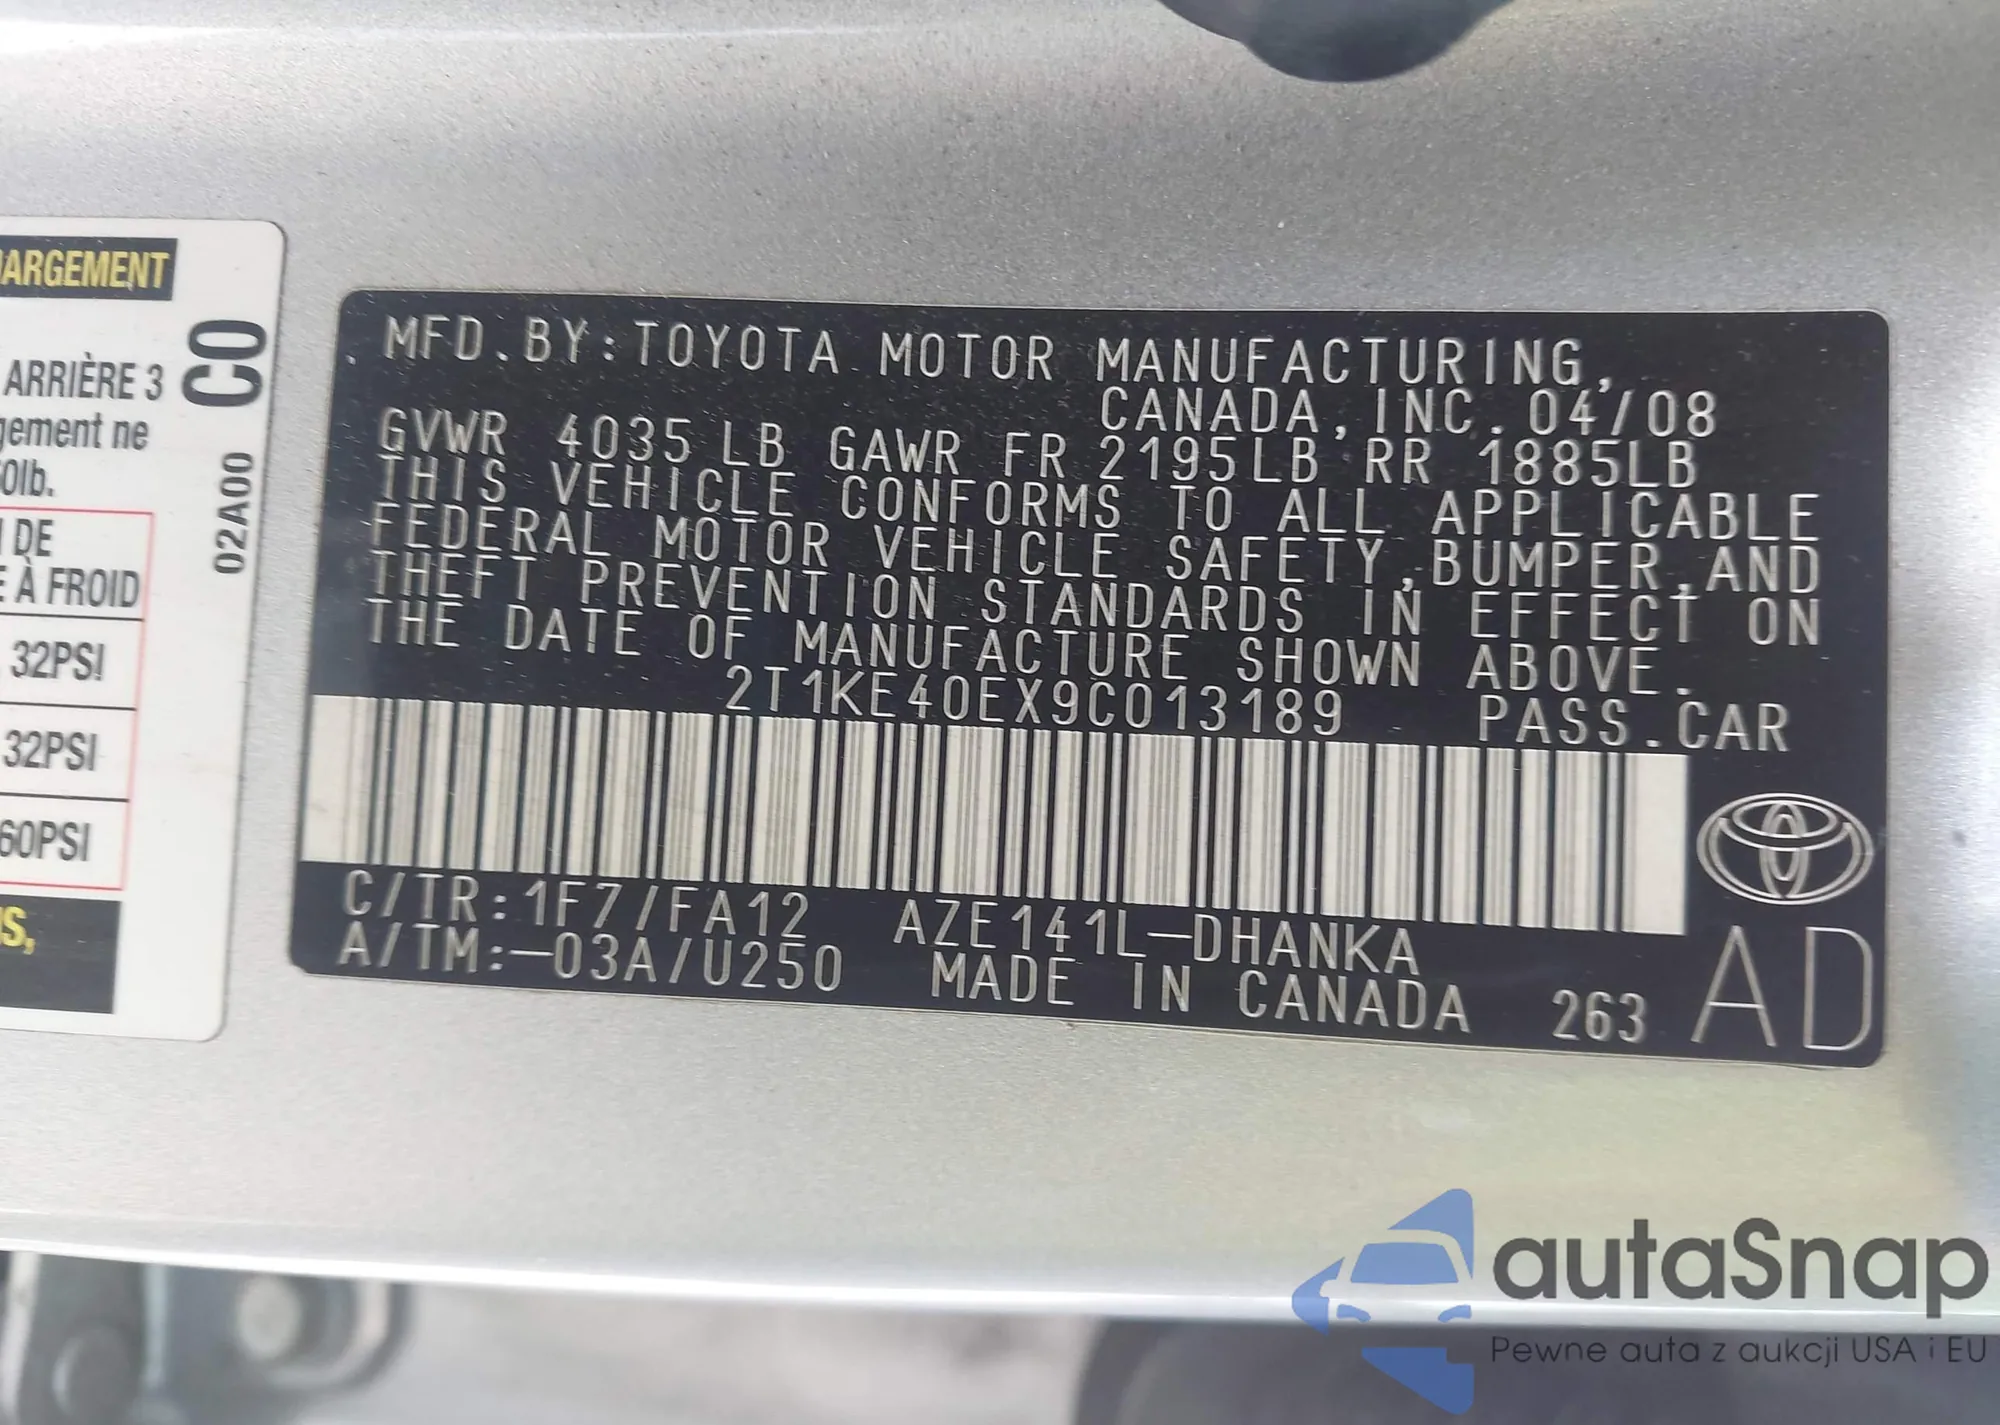 ARGEMENT
ARRIÈRE 3
gement ne
0lb.
DE
À FROID
32PSI
32PSI
60PSI
S,
C0
02A00
MFD.BY:TOYOTA MOTOR MANUFACTURING,
CANADA,INC.04/08
GVWR 4035LB GAWR FR 2195LB RR 1885LB
THIS VEHICLE CONFORMS TO ALL APPLICABLE
FEDERAL MOTOR VEHICLE SAFETY,BUMPER,AND
THEFT PREVENTION STANDARDS IN EFFECT ON
THE DATE OF MANUFACTURE SHOWN ABOVE.
2T1KE40EX9C013189 PASS.CAR
C/TR:1F7/FA12 AZE141L-DHANKA
A/TM:-03A/U250 MADE IN CANADA 263 AD
autaSnap
Pewne auta z aukcji USA i EU